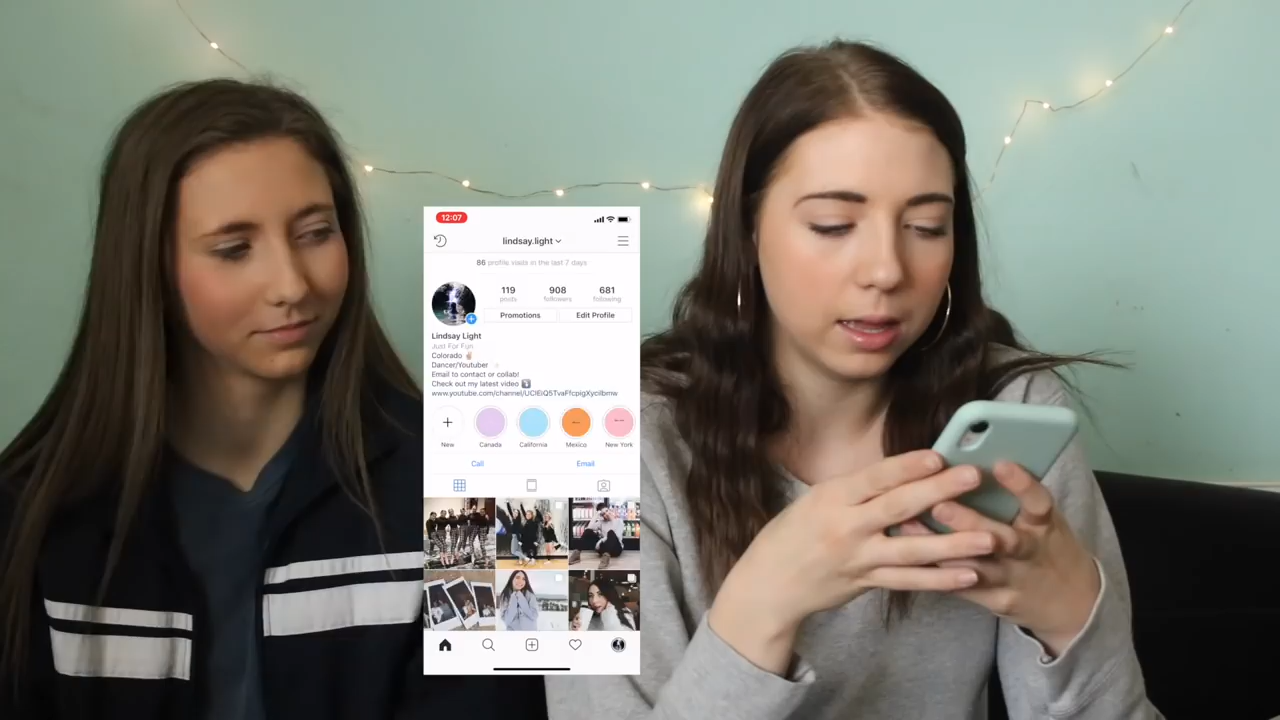 12:07
lindsay.light
86 profile visits in the last 7 days
119 908 681
posts followers following
Promotions Edit Profile
Lindsay Light
Just For Fun
Colorado ✌🏼
Dancer/Youtuber
Email to contact or collab!
Check out my latest video ⤵️
New Canada California Mexico New York
Call Email